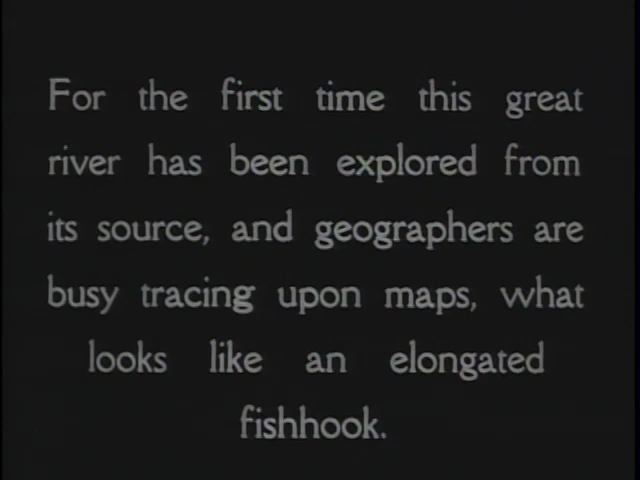 For the first time this great
river has been explored from
its source, and geographers are
busy tracing upon maps, what
looks like an elongated
fishhook.